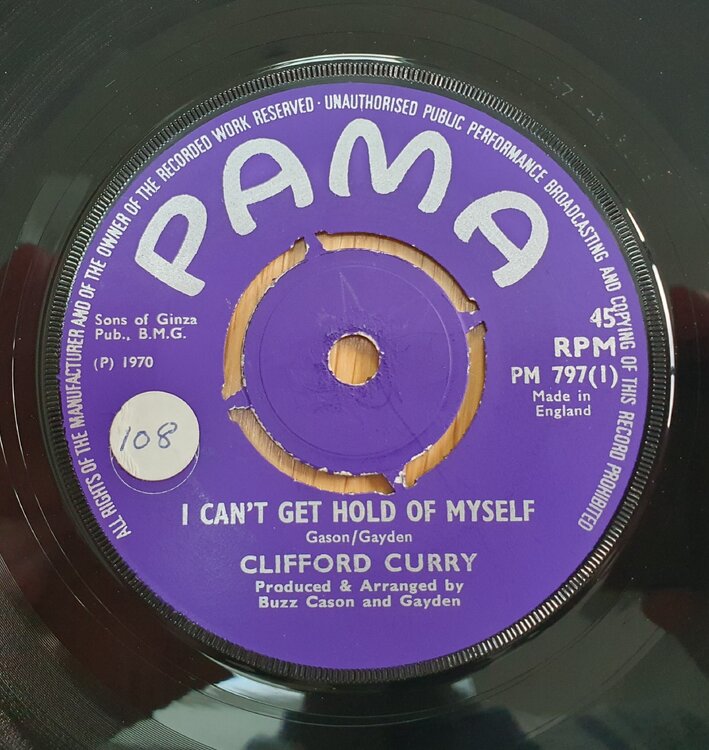 ALL RIGHTS OF THE MANUFACTURER AND OF THE OWNER OF THE RECORDED WORK RESERVED · UNAUTHORISED PUBLIC PERFORMANCE BROADCASTING AND COPYING OF THIS RECORD PROHIBITED
PAMA
Sons of Ginza
Pub., B.M.G.
(P) 1970
45
RPM
PM 797(1)
Made in
England
108
I CAN'T GET HOLD OF MYSELF
Gason/Gayden
CLIFFORD CURRY
Produced & Arranged by
Buzz Cason and Gayden